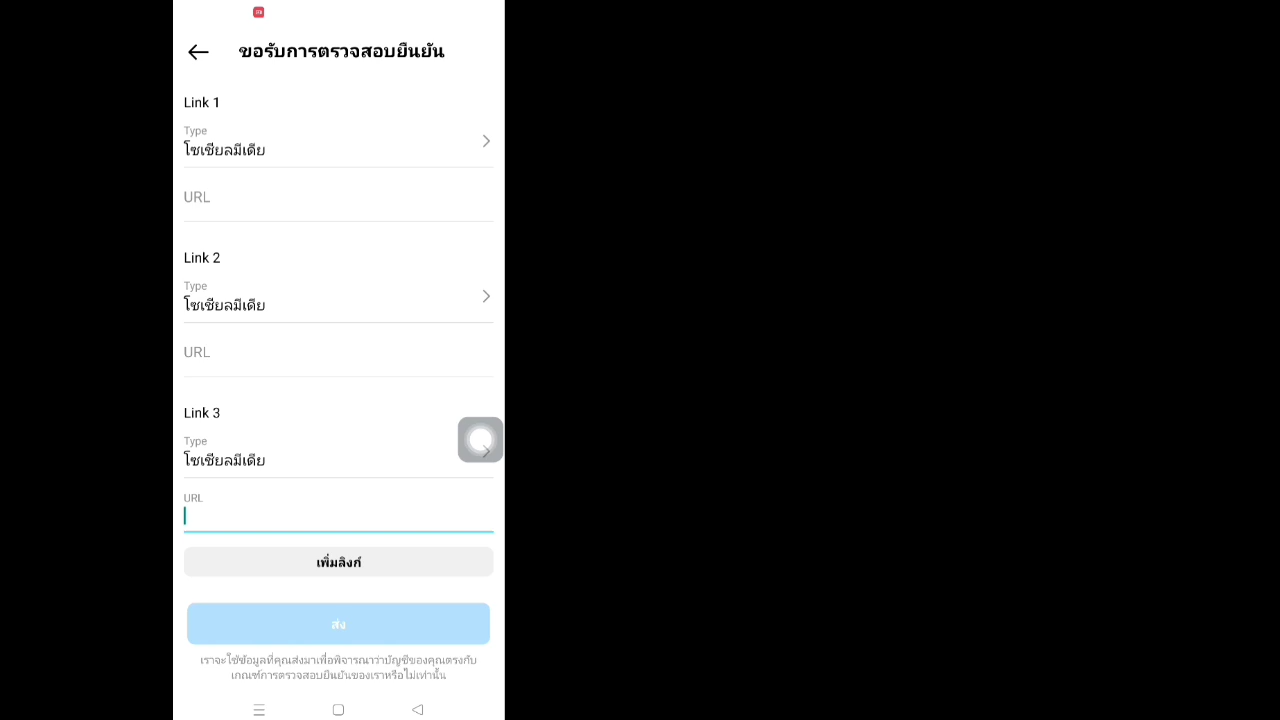 ขอรับการตรวจสอบยืนยัน
Link 1
Type
โซเชียลมีเดีย
URL
Link 2
Type
โซเชียลมีเดีย
URL
Link 3
Type
โซเชียลมีเดีย
URL
เพิ่มลิงก์
ส่ง
เราจะใช้ข้อมูลที่คุณส่งมาเพื่อพิจารณาว่าบัญชีของคุณตรงกับ
เกณฑ์การตรวจสอบยืนยันของเราหรือไม่เท่านั้น